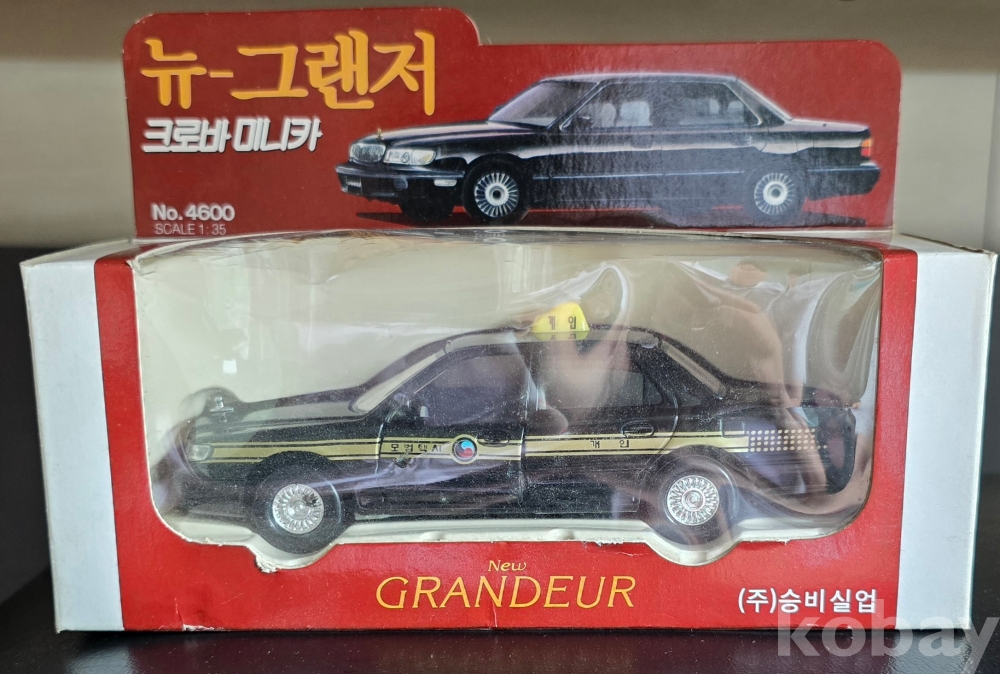 뉴-그랜저
크로바 미니카
No.4600
SCALE 1:35
개인
모범택시
개인
New
GRANDEUR
(주)승비실업
kobay